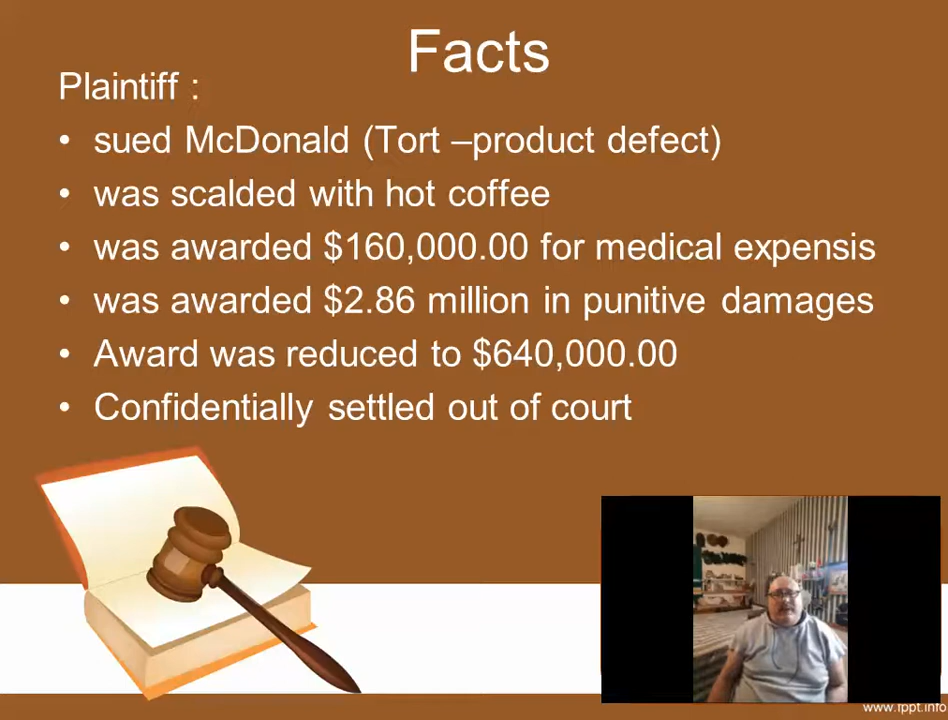 Facts
Plaintiff :
• sued McDonald (Tort –product defect)
• was scalded with hot coffee
• was awarded $160,000.00 for medical expensis
• was awarded $2.86 million in punitive damages
• Award was reduced to $640,000.00
• Confidentially settled out of court
www.fppt.info